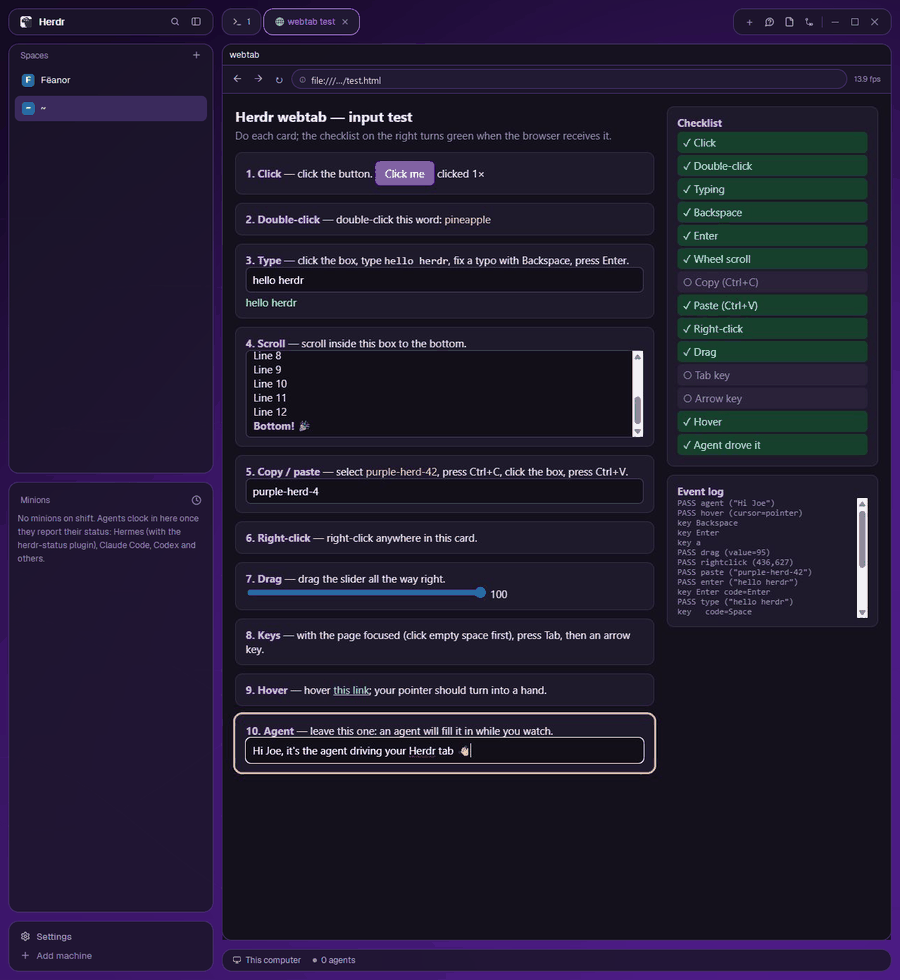 Herdr
1
webtab test
Spaces
F Fëanor
~
Minions
No minions on shift. Agents clock in here once
they report their status: Hermes (with the
herdr-status plugin), Claude Code, Codex and
others.
Settings
Add machine
webtab
file:///.../test.html
13.9 fps
Herdr webtab — input test
Do each card; the checklist on the right turns green when the browser receives it.
1. Click — click the button. Click me clicked 1×
2. Double-click — double-click this word: pineapple
3. Type — click the box, type hello herdr, fix a typo with Backspace, press Enter.
hello herdr
hello herdr
4. Scroll — scroll inside this box to the bottom.
Line 8
Line 9
Line 10
Line 11
Line 12
Bottom! 🎉
5. Copy / paste — select purple-herd-42, press Ctrl+C, click the box, press Ctrl+V.
purple-herd-4
6. Right-click — right-click anywhere in this card.
7. Drag — drag the slider all the way right.
100
8. Keys — with the page focused (click empty space first), press Tab, then an arrow
key.
9. Hover — hover this link; your pointer should turn into a hand.
10. Agent — leave this one: an agent will fill it in while you watch.
Hi Joe, it's the agent driving your Herdr tab 👋
Checklist
✓ Click
✓ Double-click
✓ Typing
✓ Backspace
✓ Enter
✓ Wheel scroll
○ Copy (Ctrl+C)
✓ Paste (Ctrl+V)
✓ Right-click
✓ Drag
○ Tab key
○ Arrow key
✓ Hover
✓ Agent drove it
Event log
PASS agent ("Hi Joe")
PASS hover (cursor=pointer)
key Backspace
key Enter
key a
PASS drag (value=95)
PASS rightclick (436,627)
PASS paste ("purple-herd-42")
PASS enter ("hello herdr")
key Enter code=Enter
PASS type ("hello herdr")
key   code=Space
This computer
0 agents